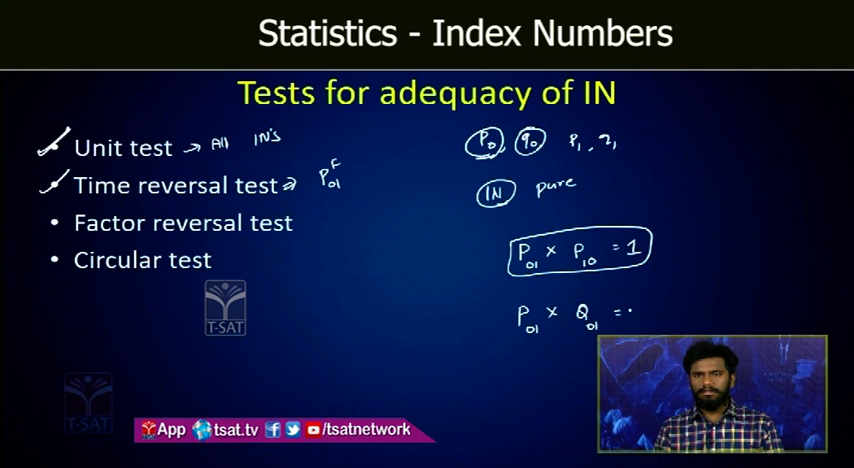 Statistics - Index Numbers
Tests for adequacy of IN
• Unit test → All IN's
• Time reversal test → P₀₁ᶠ
• Factor reversal test
• Circular test
P₀, q₀ P₁, q₁
IN pure
P₀₁ × P₁₀ = 1
P₀₁ × Q₀₁ =
T-SAT
T-SAT
App tsat.tv /tsatnetwork